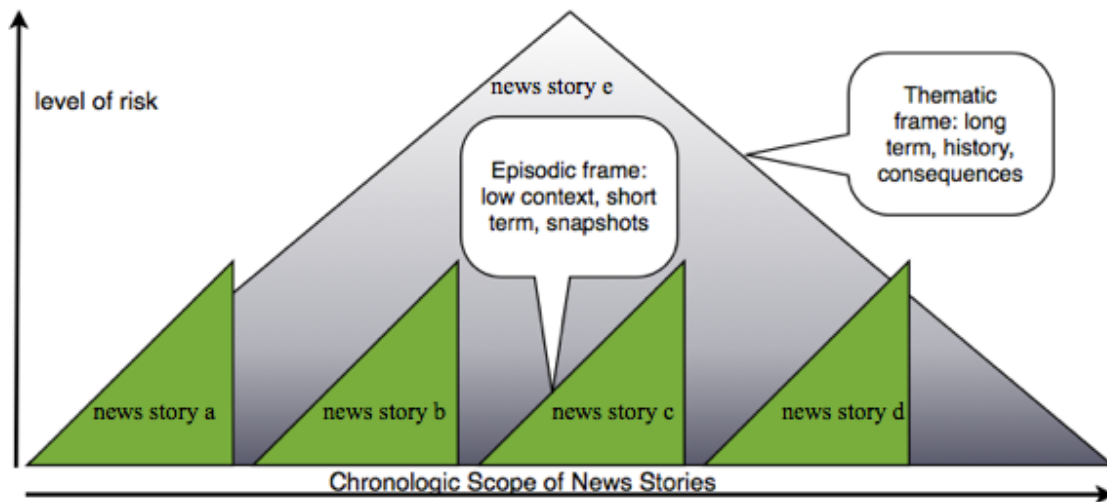 news story e
level of risk
Thematic
frame: long
term, history,
consequences
Episodic frame:
low context, short
term, snapshots
news story a
news story b
news story c
news story d
Chronologic Scope of News Stories